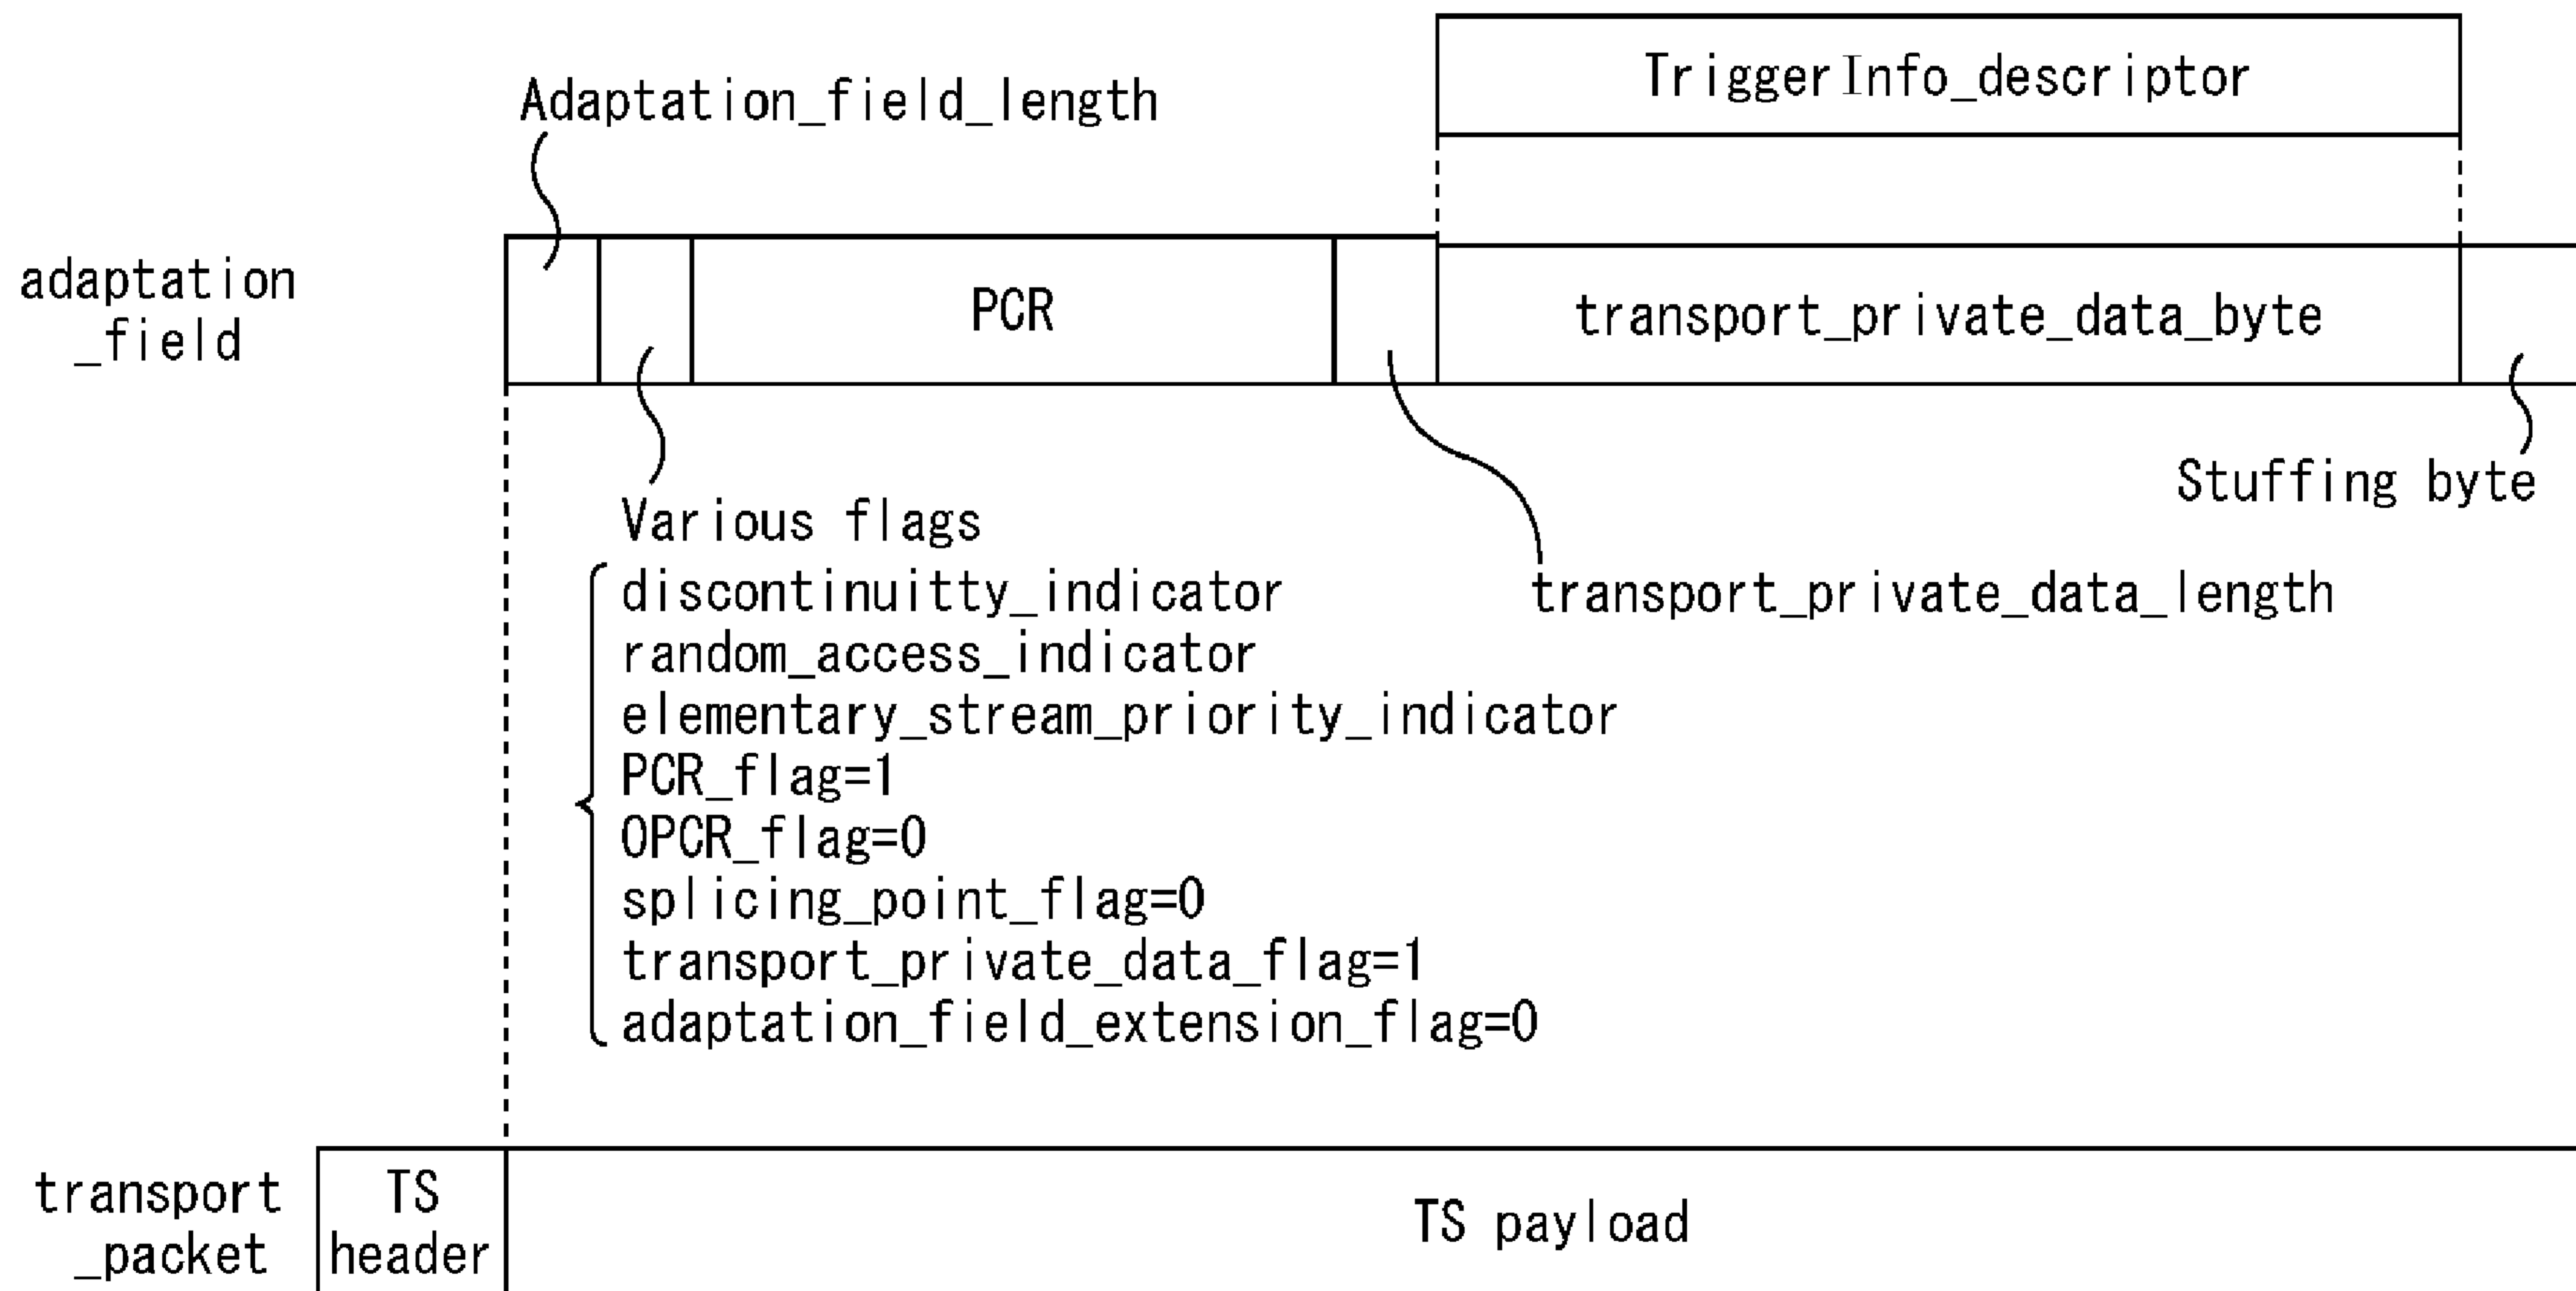 TriggerInfo_descriptor
Adaptation_field_length
adaptation
_field
PCR
transport_private_data_byte
Stuffing byte
Various flags
transport_private_data_length
discontinuitty_indicator
random_access_indicator
elementary_stream_priority_indicator
PCR_flag=1
OPCR_flag=0
splicing_point_flag=0
transport_private_data_flag=1
adaptation_field_extension_flag=0
transport
_packet
TS
header
TS payload